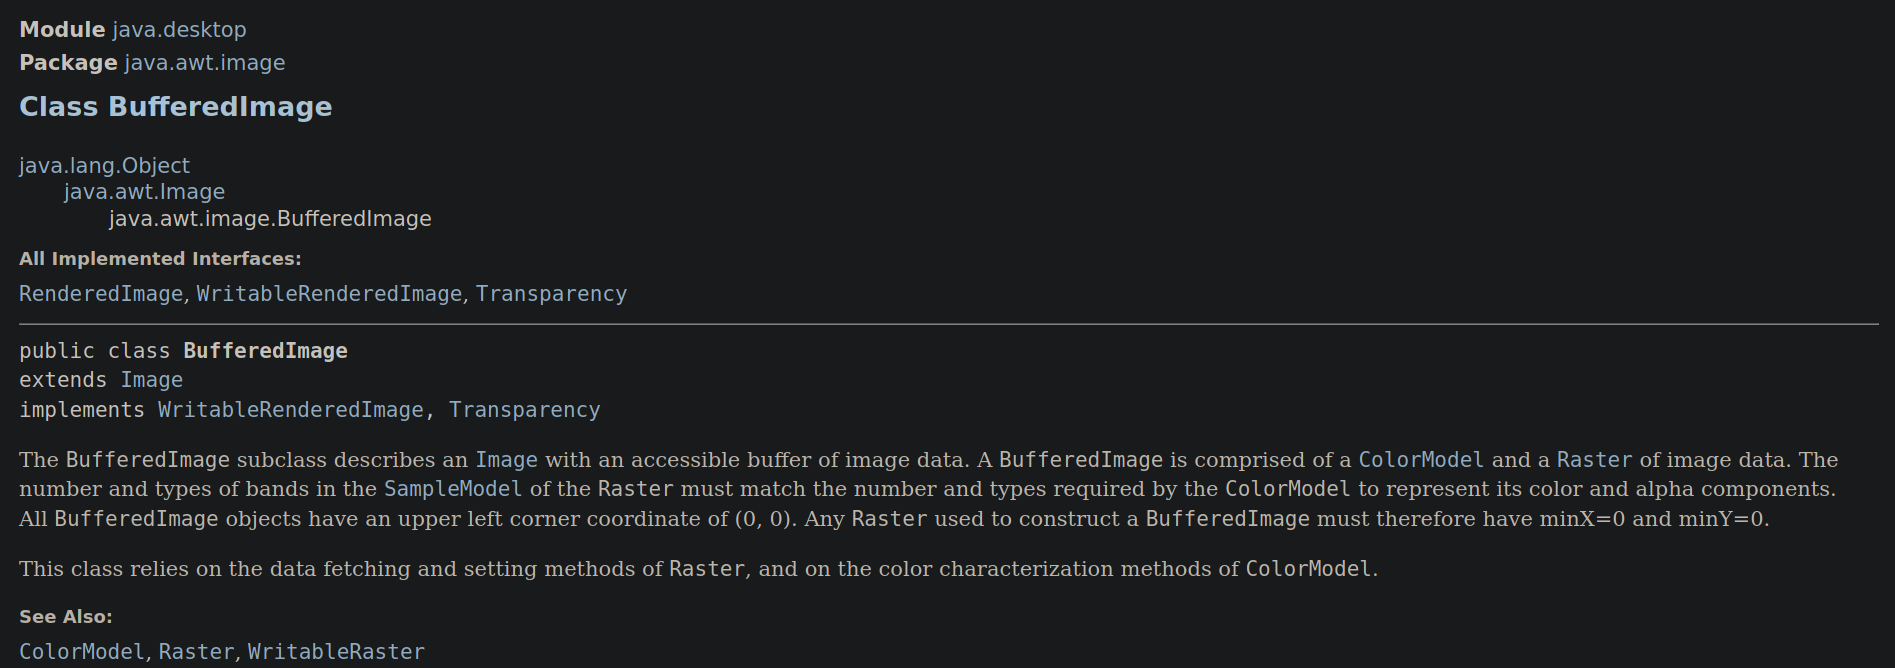 Module java.desktop
Package java.awt.image
Class BufferedImage
java.lang.Object
java.awt.Image
java.awt.image.BufferedImage
All Implemented Interfaces:
RenderedImage, WritableRenderedImage, Transparency
public class BufferedImage
extends Image
implements WritableRenderedImage, Transparency
The BufferedImage subclass describes an Image with an accessible buffer of image data. A BufferedImage is comprised of a ColorModel and a Raster of image data. The
number and types of bands in the SampleModel of the Raster must match the number and types required by the ColorModel to represent its color and alpha components.
All BufferedImage objects have an upper left corner coordinate of (0, 0). Any Raster used to construct a BufferedImage must therefore have minX=0 and minY=0.
This class relies on the data fetching and setting methods of Raster, and on the color characterization methods of ColorModel.
See Also:
ColorModel, Raster, WritableRaster